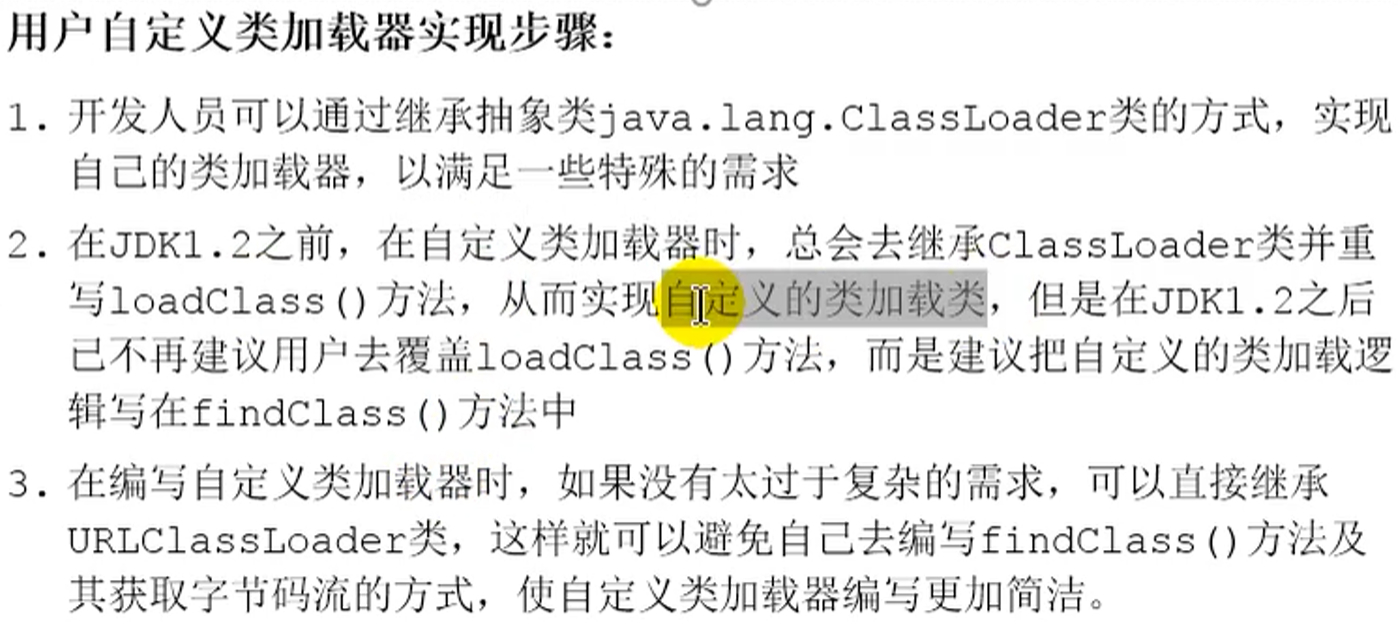 用户自定义类加载器实现步骤：
1. 开发人员可以通过继承抽象类java.lang.ClassLoader类的方式，实现
自己的类加载器，以满足一些特殊的需求
2. 在JDK1.2之前，在自定义类加载器时，总会去继承ClassLoader类并重
写loadClass()方法，从而实现自定义的类加载类，但是在JDK1.2之后
已不再建议用户去覆盖loadClass()方法，而是建议把自定义的类加载逻
辑写在findClass()方法中
3. 在编写自定义类加载器时，如果没有太过于复杂的需求，可以直接继承
URLClassLoader类，这样就可以避免自己去编写findClass()方法及
其获取字节码流的方式，使自定义类加载器编写更加简洁。